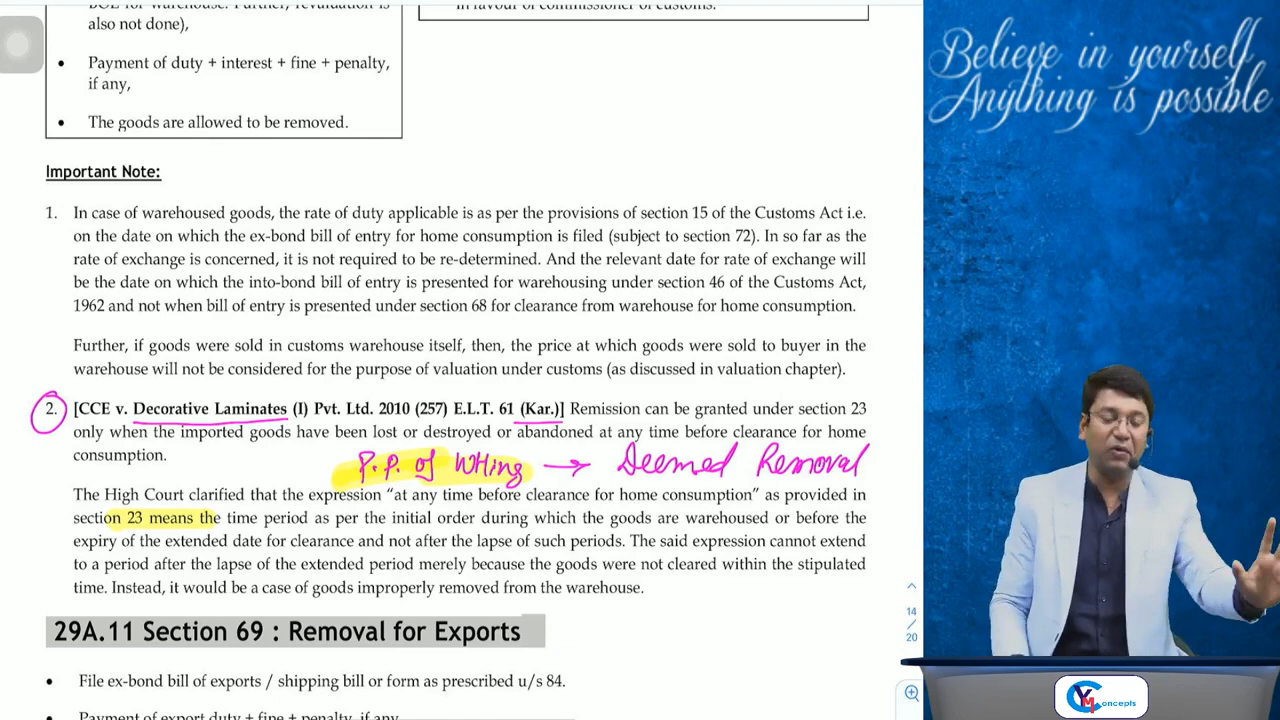 also not done),
• Payment of duty + interest + fine + penalty,
if any,
• The goods are allowed to be removed.
Important Note:
1. In case of warehoused goods, the rate of duty applicable is as per the provisions of section 15 of the Customs Act i.e.
on the date on which the ex-bond bill of entry for home consumption is filed (subject to section 72). In so far as the
rate of exchange is concerned, it is not required to be re-determined. And the relevant date for rate of exchange will
be the date on which the into-bond bill of entry is presented for warehousing under section 46 of the Customs Act,
1962 and not when bill of entry is presented under section 68 for clearance from warehouse for home consumption.
Further, if goods were sold in customs warehouse itself, then, the price at which goods were sold to buyer in the
warehouse will not be considered for the purpose of valuation under customs (as discussed in valuation chapter).
2. [CCE v. Decorative Laminates (I) Pvt. Ltd. 2010 (257) E.L.T. 61 (Kar.)] Remission can be granted under section 23
only when the imported goods have been lost or destroyed or abandoned at any time before clearance for home
consumption.
P.P. of WHing → Deemed Removal
The High Court clarified that the expression "at any time before clearance for home consumption" as provided in
section 23 means the time period as per the initial order during which the goods are warehoused or before the
expiry of the extended date for clearance and not after the lapse of such periods. The said expression cannot extend
to a period after the lapse of the extended period merely because the goods were not cleared within the stipulated
time. Instead, it would be a case of goods improperly removed from the warehouse.
29A.11 Section 69 : Removal for Exports
• File ex-bond bill of exports / shipping bill or form as prescribed u/s 84.
• Payment of export duty + fine + penalty, if any
14
/
20
Believe in yourself
Anything is possible
YM Concepts